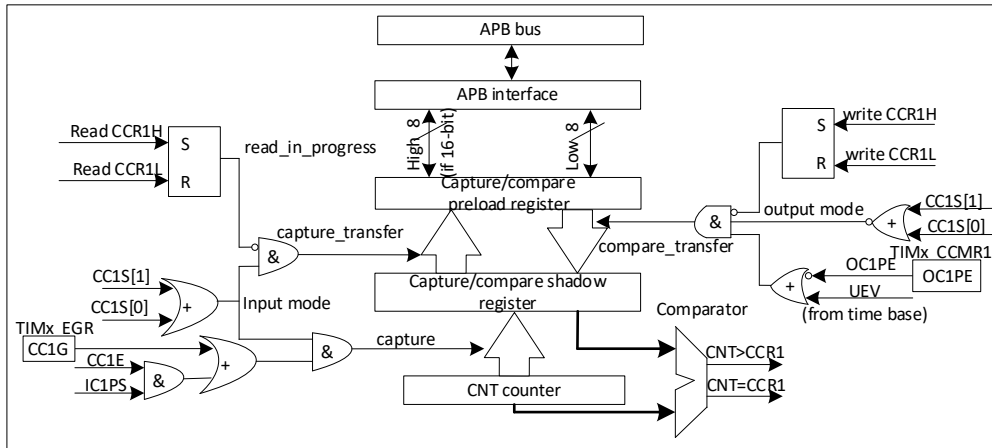 APB bus
APB interface
High 8
(if 16-bit)
Low 8
Read CCR1H
Read CCR1L
S
R
read_in_progress
write CCR1H
write CCR1L
S
R
Capture/compare
preload register
capture_transfer
&
compare_transfer
&
output mode
+
CC1S[1]
CC1S[0]
TIMx_CCMR1
OC1PE
OC1PE
UEV
(from time base)
+
CC1S[1]
CC1S[0]
+
Input mode
Capture/compare shadow
register
Comparator
TIMx_EGR
CC1G
CC1E
IC1PS
&
+
&
capture
CNT counter
CNT>CCR1
CNT=CCR1